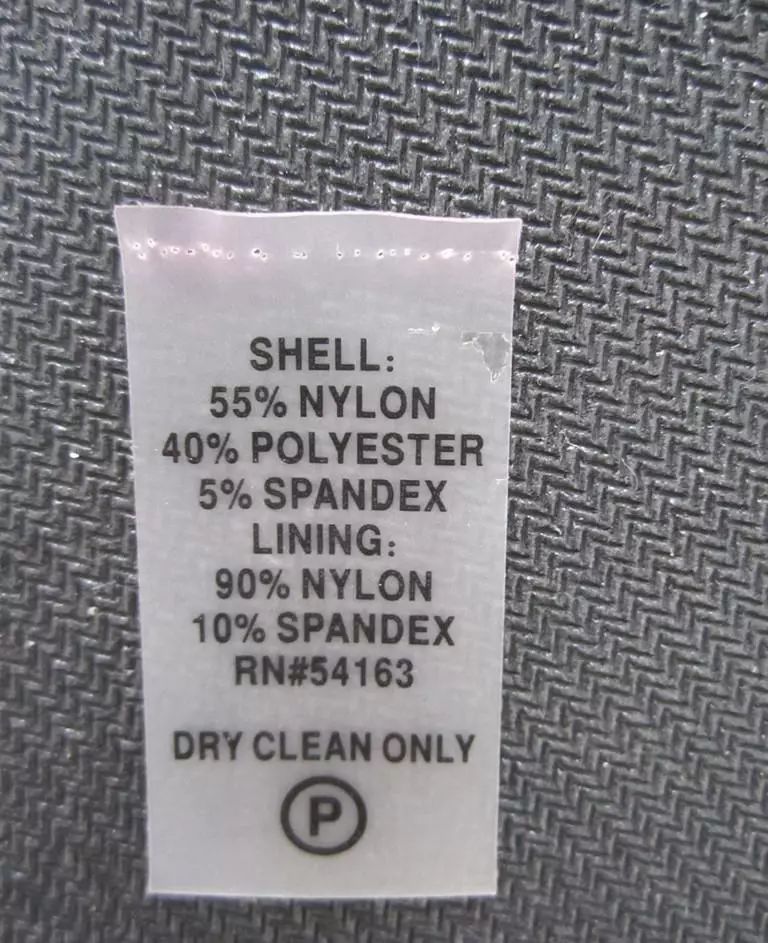 SHELL:
55% NYLON
40% POLYESTER
5% SPANDEX
LINING:
90% NYLON
10% SPANDEX
RN#54163
DRY CLEAN ONLY
P